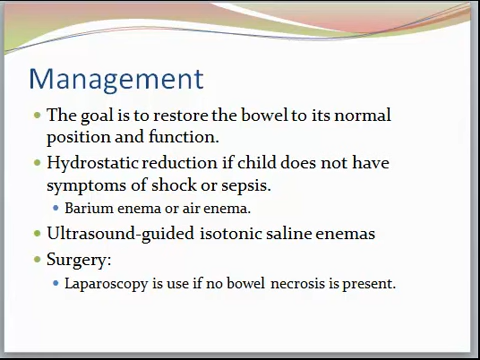 Management
The goal is to restore the bowel to its normal
position and function.
Hydrostatic reduction if child does not have
symptoms of shock or sepsis.
Barium enema or air enema.
Ultrasound-guided isotonic saline enemas
Surgery:
Laparoscopy is use if no bowel necrosis is present.